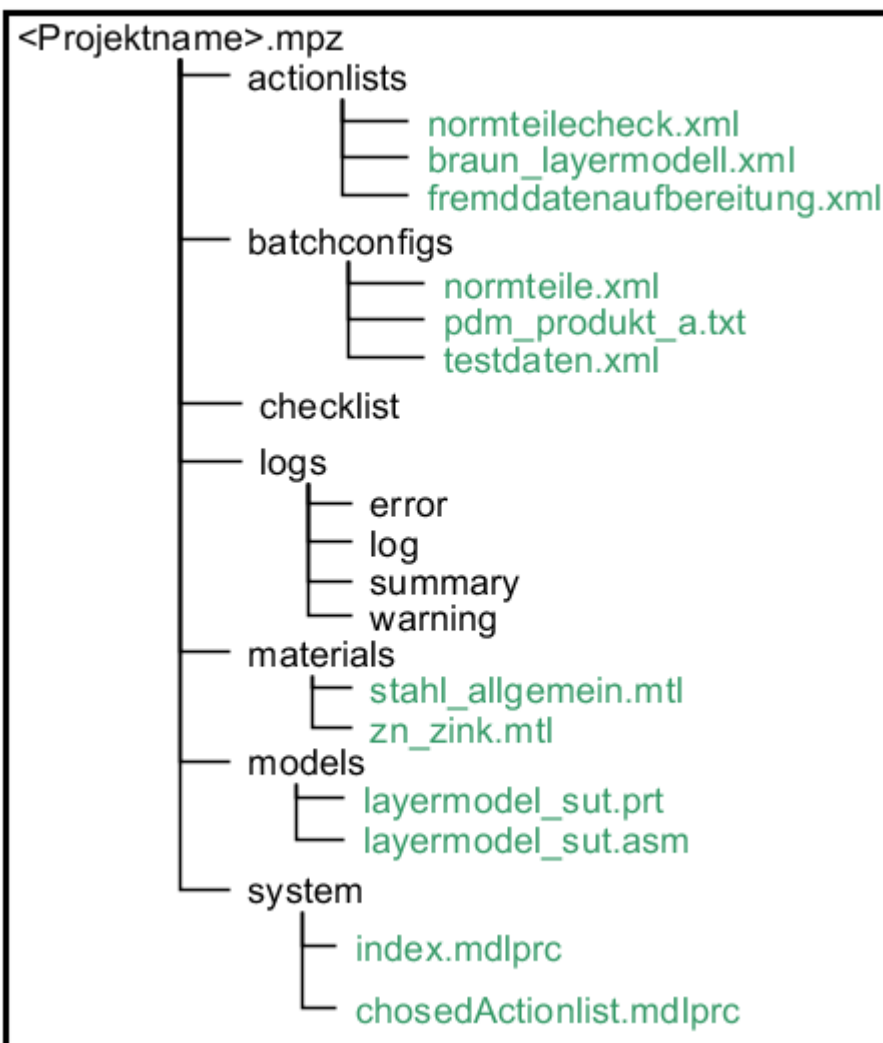 <Projektname>.mpz
actionlists
normteilecheck.xml
braun_layermodell.xml
fremddatenaufbereitung.xml
batchconfigs
normteile.xml
pdm_produkt_a.txt
testdaten.xml
checklist
logs
error
log
summary
warning
materials
stahl_allgemein.mtl
zn_zink.mtl
models
layermodel_sut.prt
layermodel_sut.asm
system
index.mdlprc
chosedActionlist.mdlprc